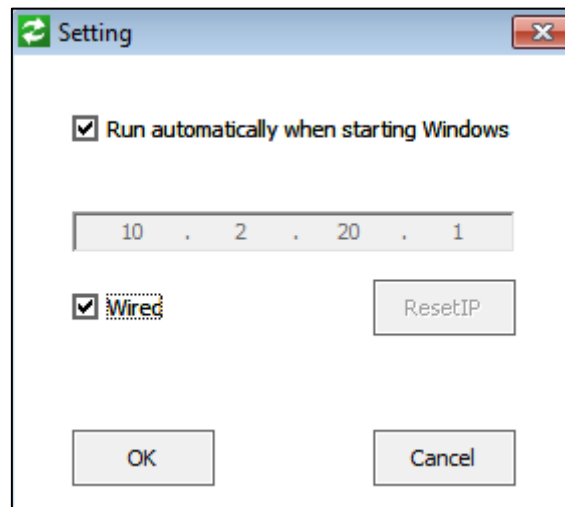 Setting
Run automatically when starting Windows
10 . 2 . 20 . 1
Wired
ResetIP
OK
Cancel